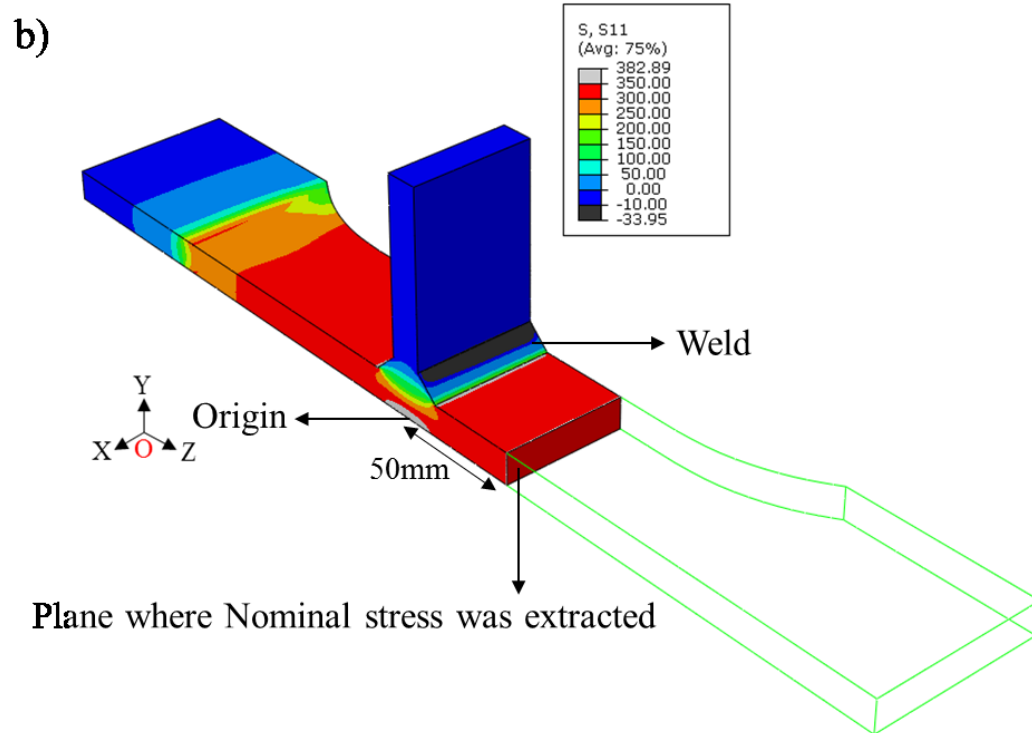 b)
S, S11
(Avg: 75%)
382.89
350.00
300.00
250.00
200.00
150.00
100.00
50.00
0.00
-10.00
-33.95
Weld
Origin
Y
X
O
Z
50mm
Plane where Nominal stress was extracted